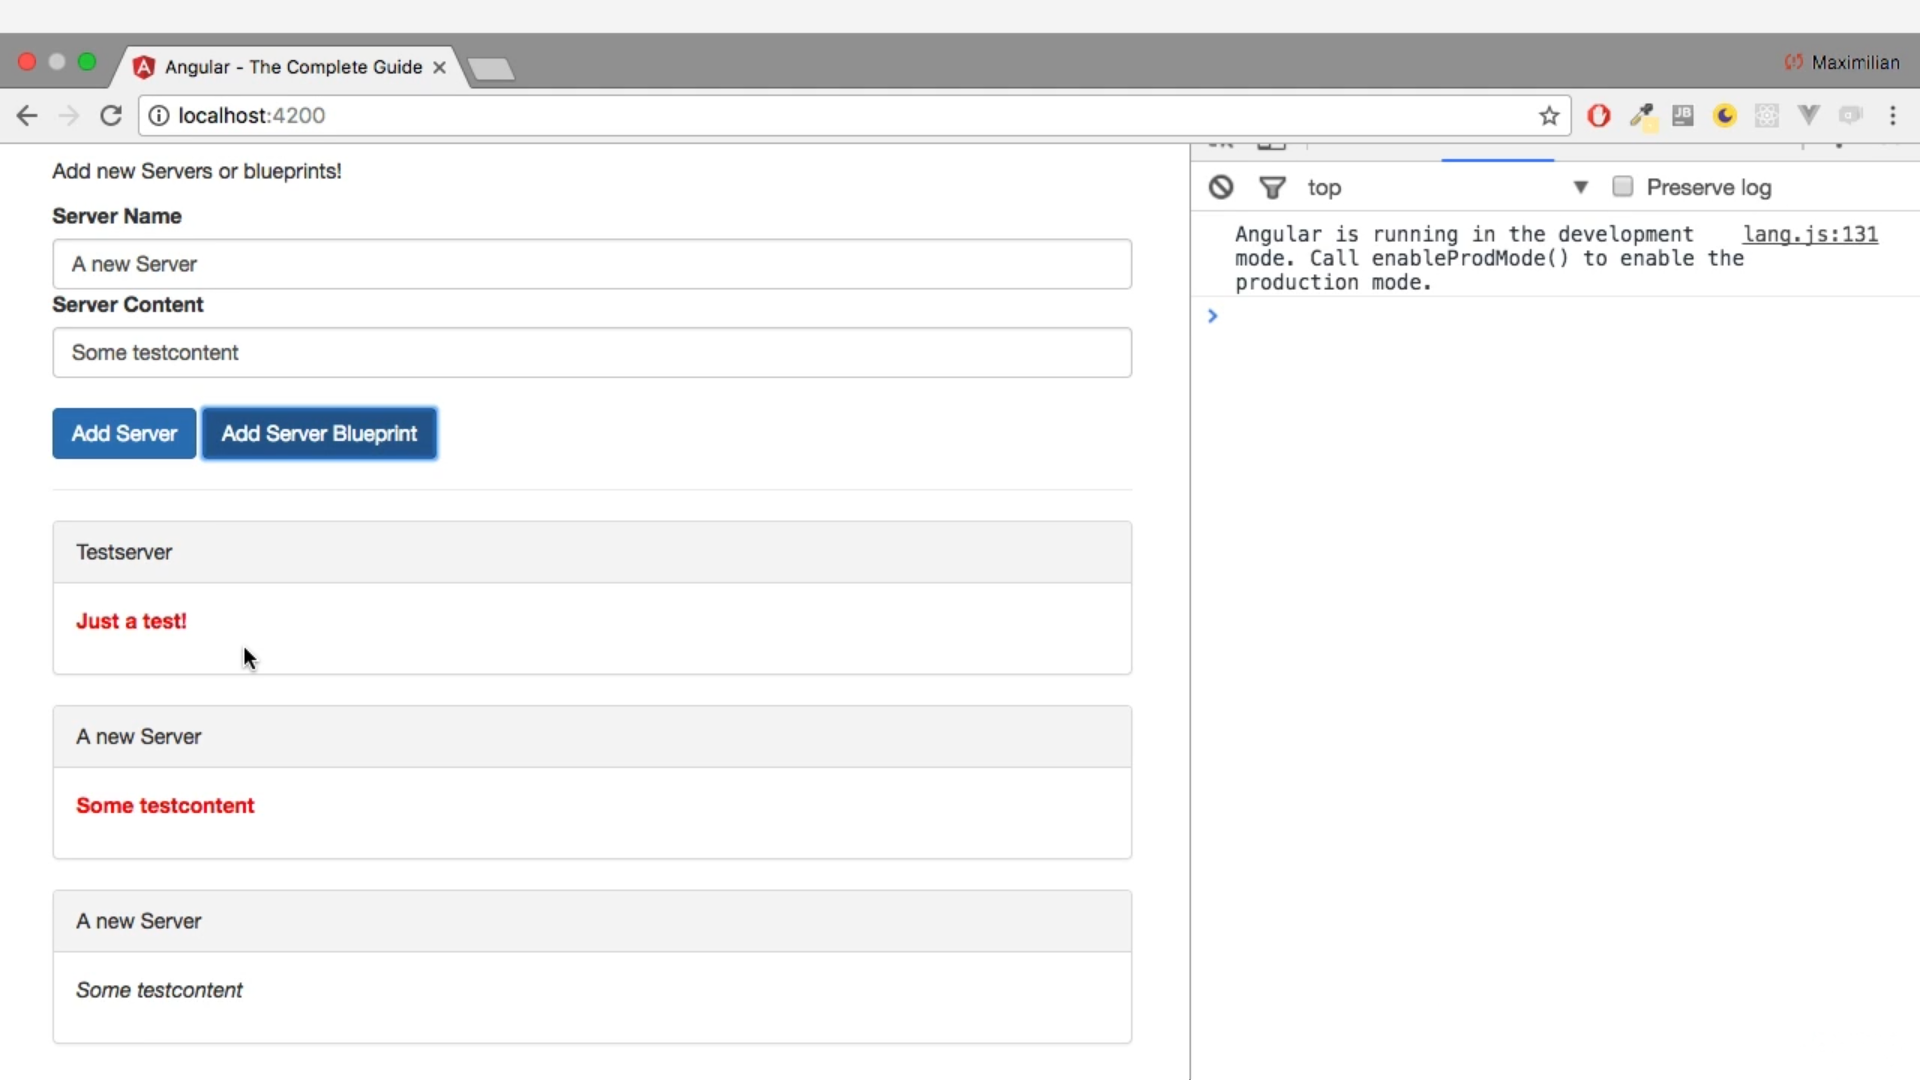 Angular - The Complete Guide
Maximilian
localhost:4200
JB
Add new Servers or blueprints!
Server Name
A new Server
Server Content
Some testcontent
Add Server Add Server Blueprint
Testserver
Just a test!
A new Server
Some testcontent
A new Server
Some testcontent
top Preserve log
Angular is running in the development lang.js:131
mode. Call enableProdMode() to enable the
production mode.